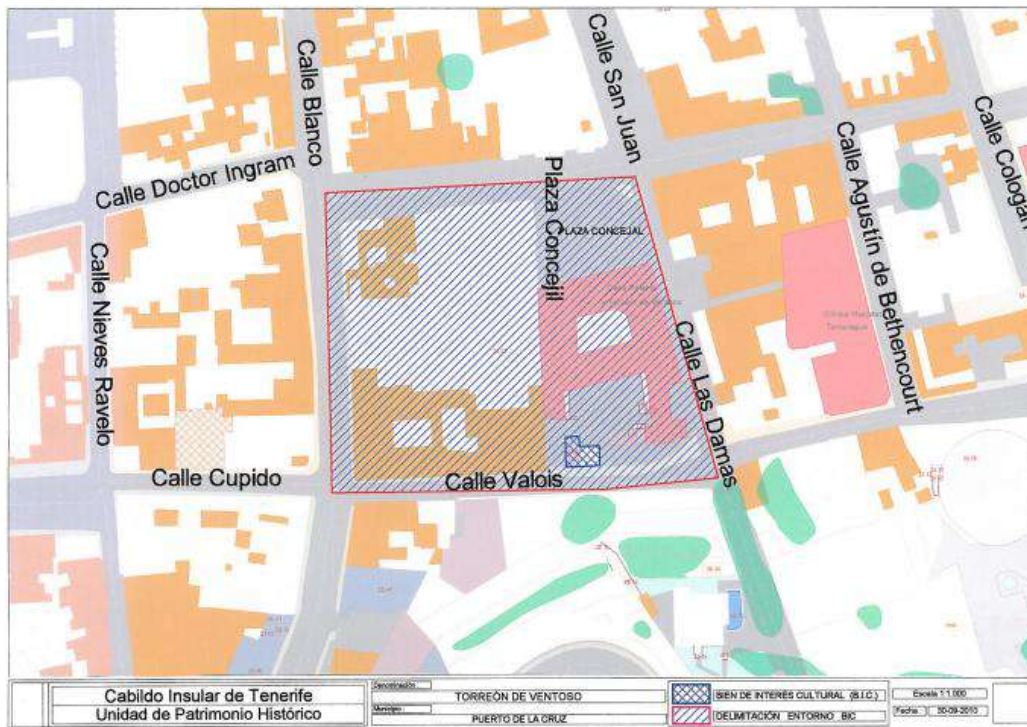 Calle Blanco
Calle San Juan
Calle Cologan
Calle Doctor Ingram
Plaza Concejil
PLAZA CONCEJAL
Calle Agustín de Bethencourt
Calle Nieves Ravelo
Calle Las Damas
Calle Cupido
Calle Valois
Cabildo Insular de Tenerife
Unidad de Patrimonio Histórico
Denominación:
TORREÓN DE VENTOSO
Municipio:
PUERTO DE LA CRUZ
BIEN DE INTERÉS CULTURAL (B.I.C.)
DELIMITACIÓN ENTORNO BIC
Escala 1:1.000
Fecha: 30-09-2010